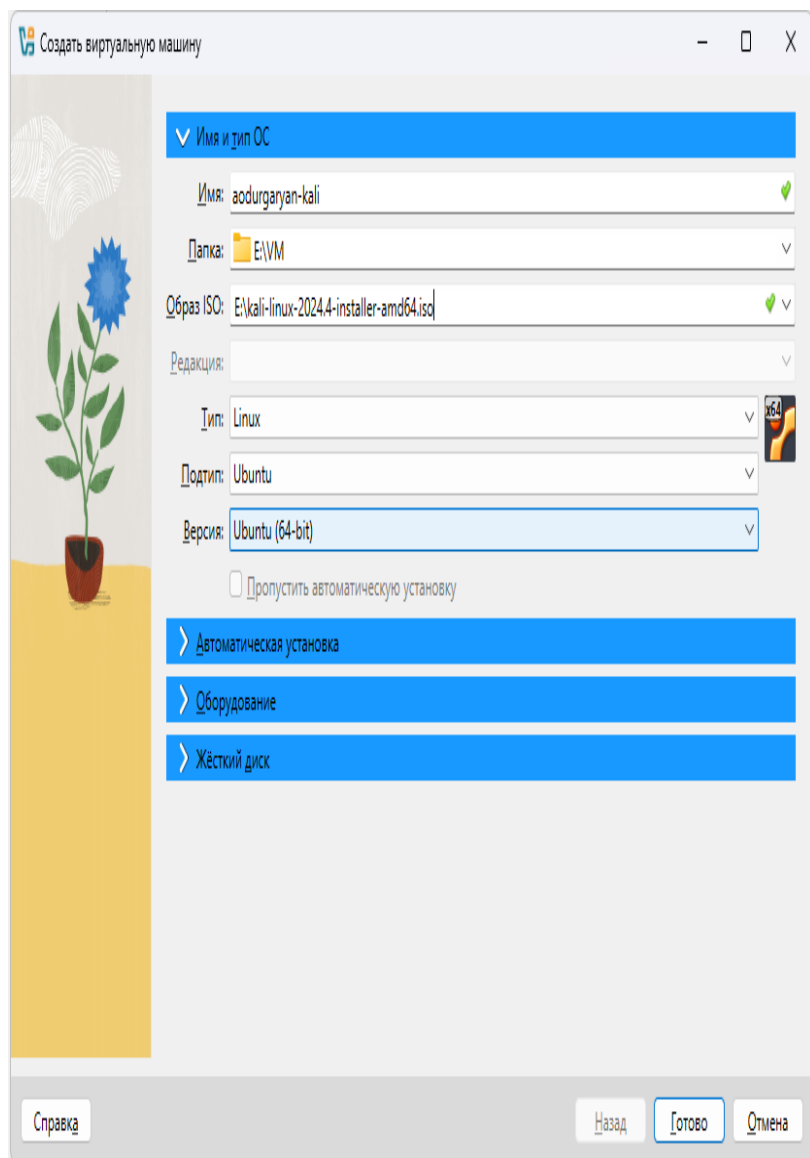 Создать виртуальную машину
Имя и тип ОС
Имя: aodurgaryan-kali
Папка: E:\VM
Образ ISO: E:\kali-linux-2024.4-installer-amd64.iso
Редакция:
Тип: Linux
x64
Подтип: Ubuntu
Версия: Ubuntu (64-bit)
Пропустить автоматическую установку
Автоматическая установка
Оборудование
Жёсткий диск
Справка Назад Готово Отмена